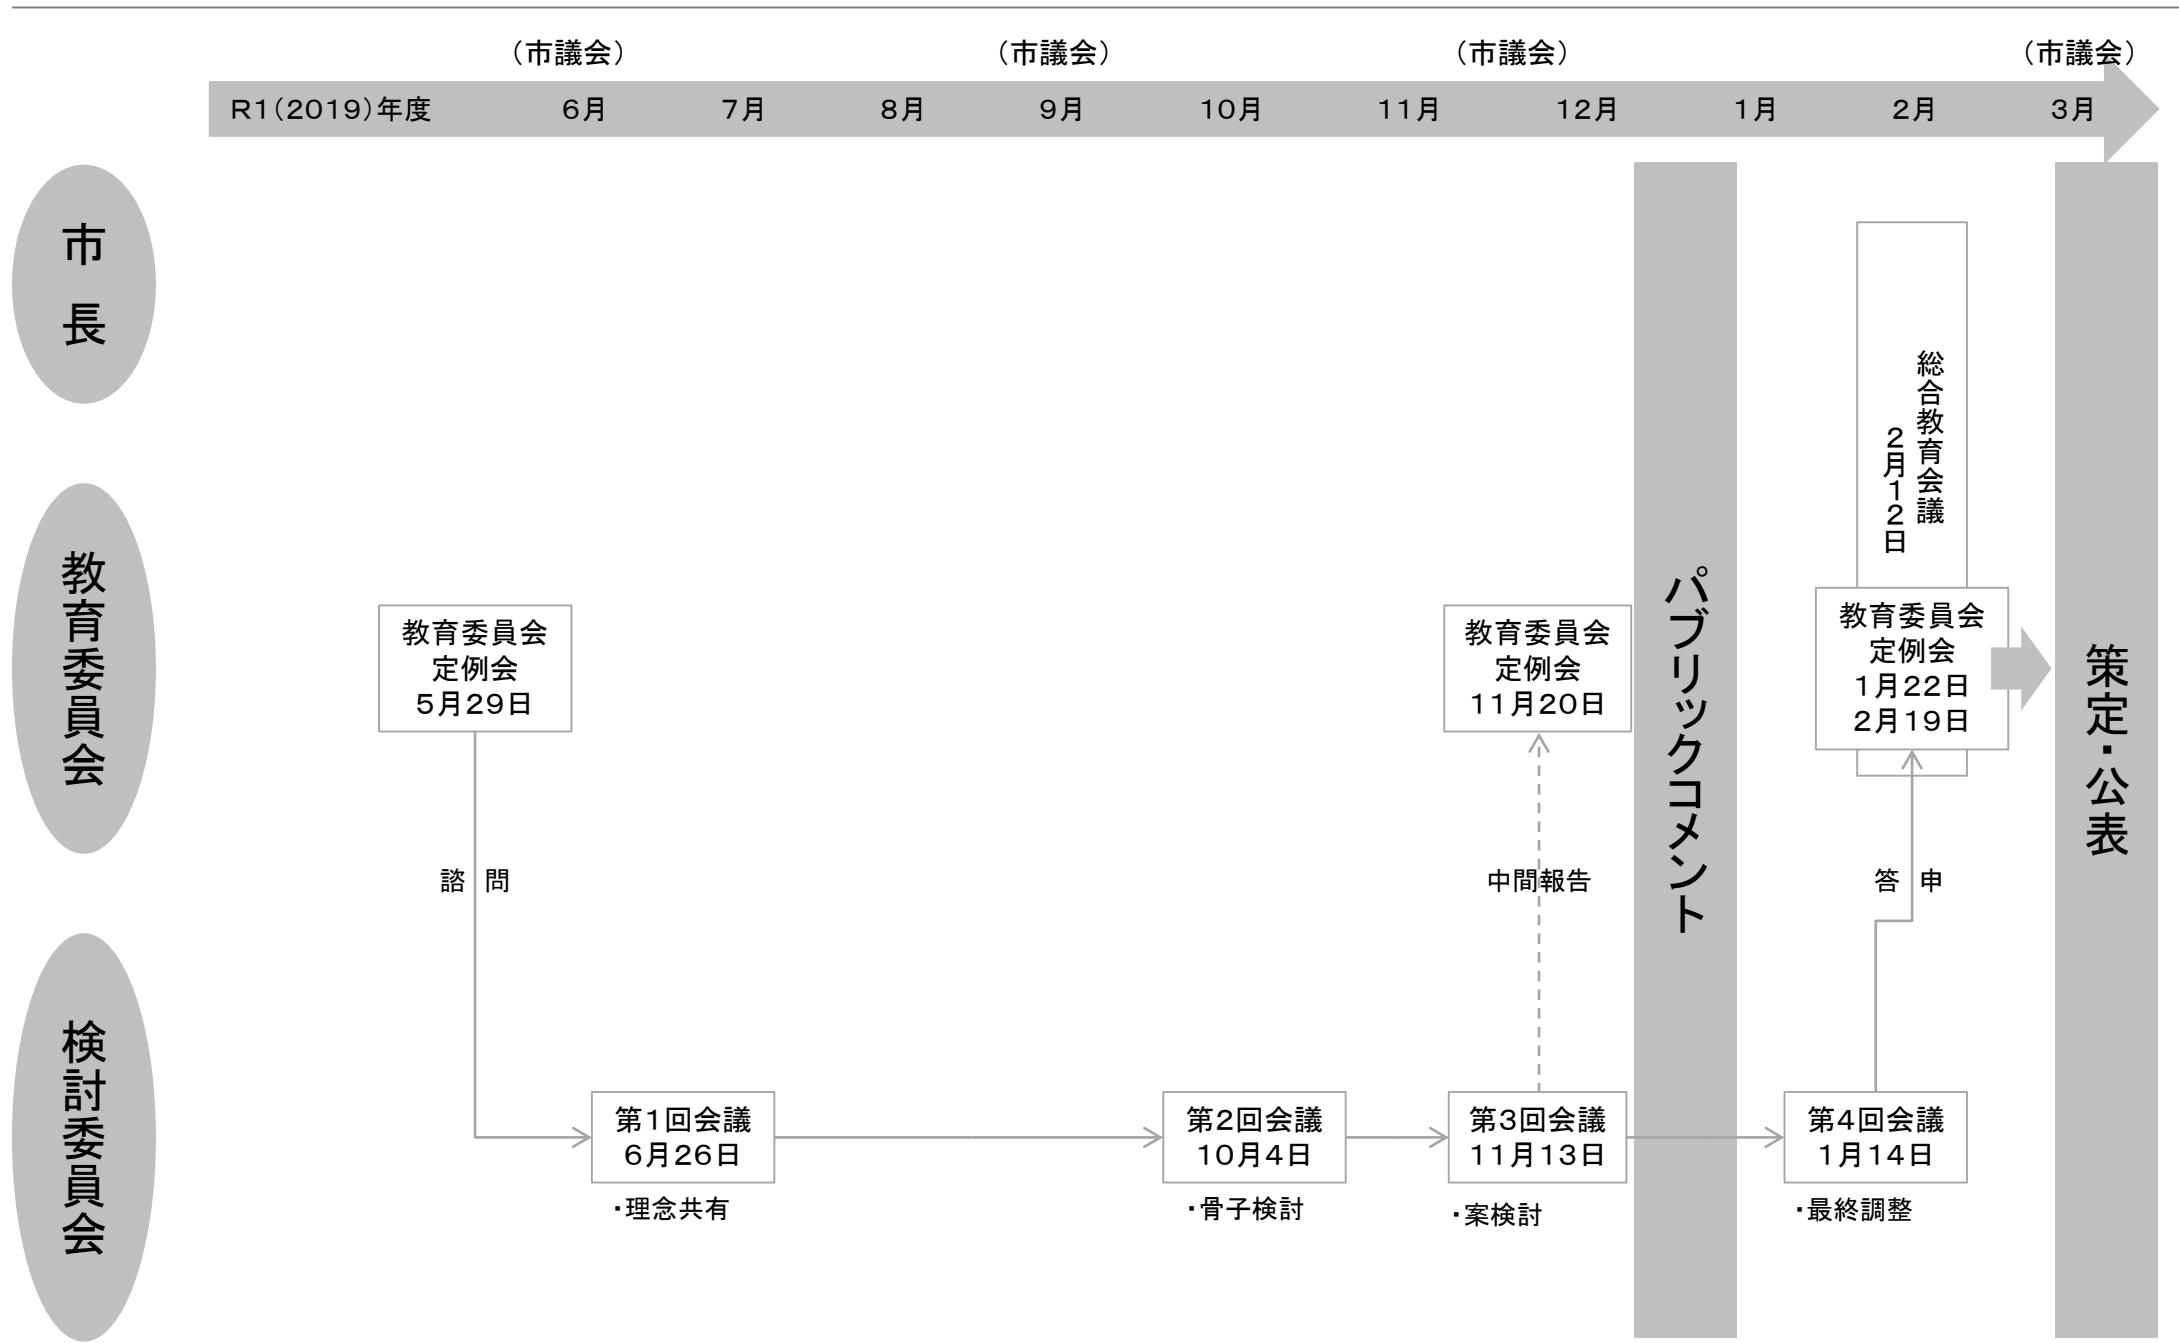 （市議会）
（市議会）
（市議会）
（市議会）
Ｒ１（２０１９）年度
６月
７月
８月
９月
１０月
１１月
１２月
１月
２月
３月
市長
総合教育会議
２月１２日
教育委員会
教育委員会
定例会
５月２９日
教育委員会
定例会
１１月２０日
教育委員会
定例会
１月２２日
２月１９日
パブリックコメント
策定・公表
諮問
中間報告
答申
検討委員会
第１回会議
６月２６日
・理念共有
第２回会議
１０月４日
・骨子検討
第３回会議
１１月１３日
・案検討
第４回会議
１月１４日
・最終調整